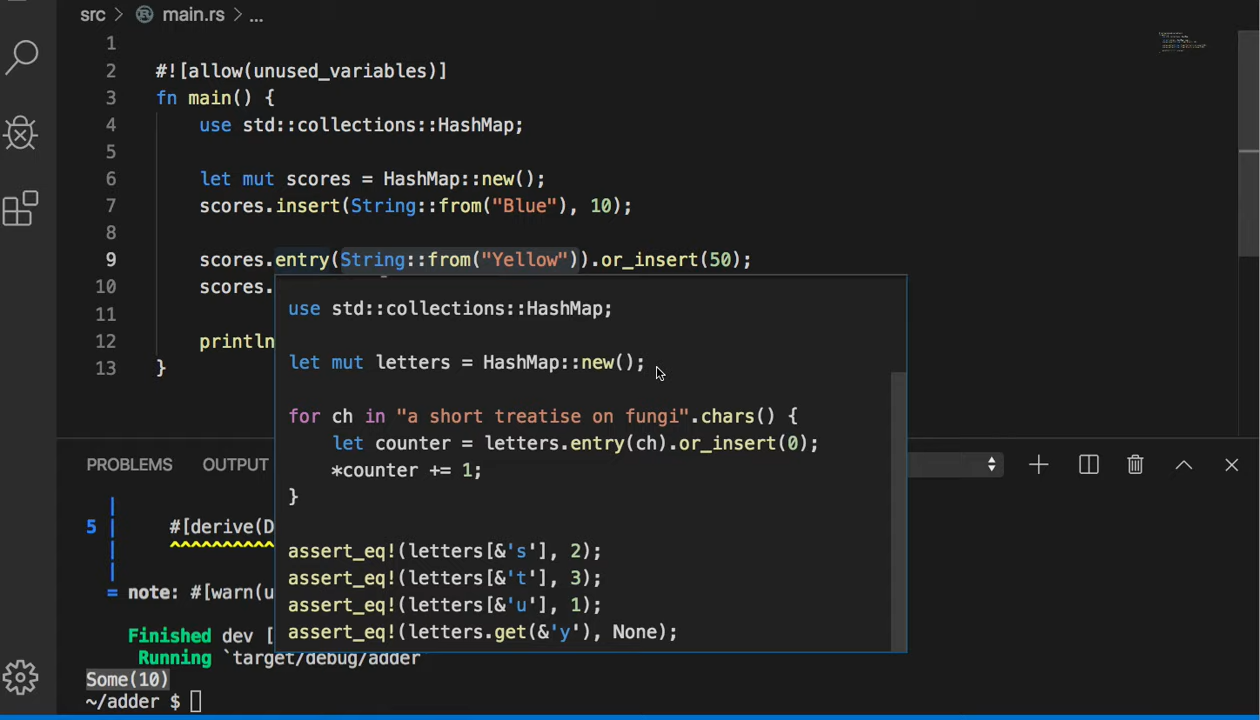 src > main.rs > ...
1
2 #![allow(unused_variables)]
3 fn main() {
4 use std::collections::HashMap;
5
6 let mut scores = HashMap::new();
7 scores.insert(String::from("Blue"), 10);
8
9 scores.entry(String::from("Yellow")).or_insert(50);
10 scores.
11
12 println
13 }
use std::collections::HashMap;
let mut letters = HashMap::new();
for ch in "a short treatise on fungi".chars() {
let counter = letters.entry(ch).or_insert(0);
*counter += 1;
}
assert_eq!(letters[&'s'], 2);
assert_eq!(letters[&'t'], 3);
assert_eq!(letters[&'u'], 1);
assert_eq!(letters.get(&'y'), None);
PROBLEMS OUTPUT
|
5 | #[derive(D
| ^^^^^^^^^^
|
= note: #[warn(u
Finished dev [
Running `target/debug/adder`
Some(10)
~/adder $